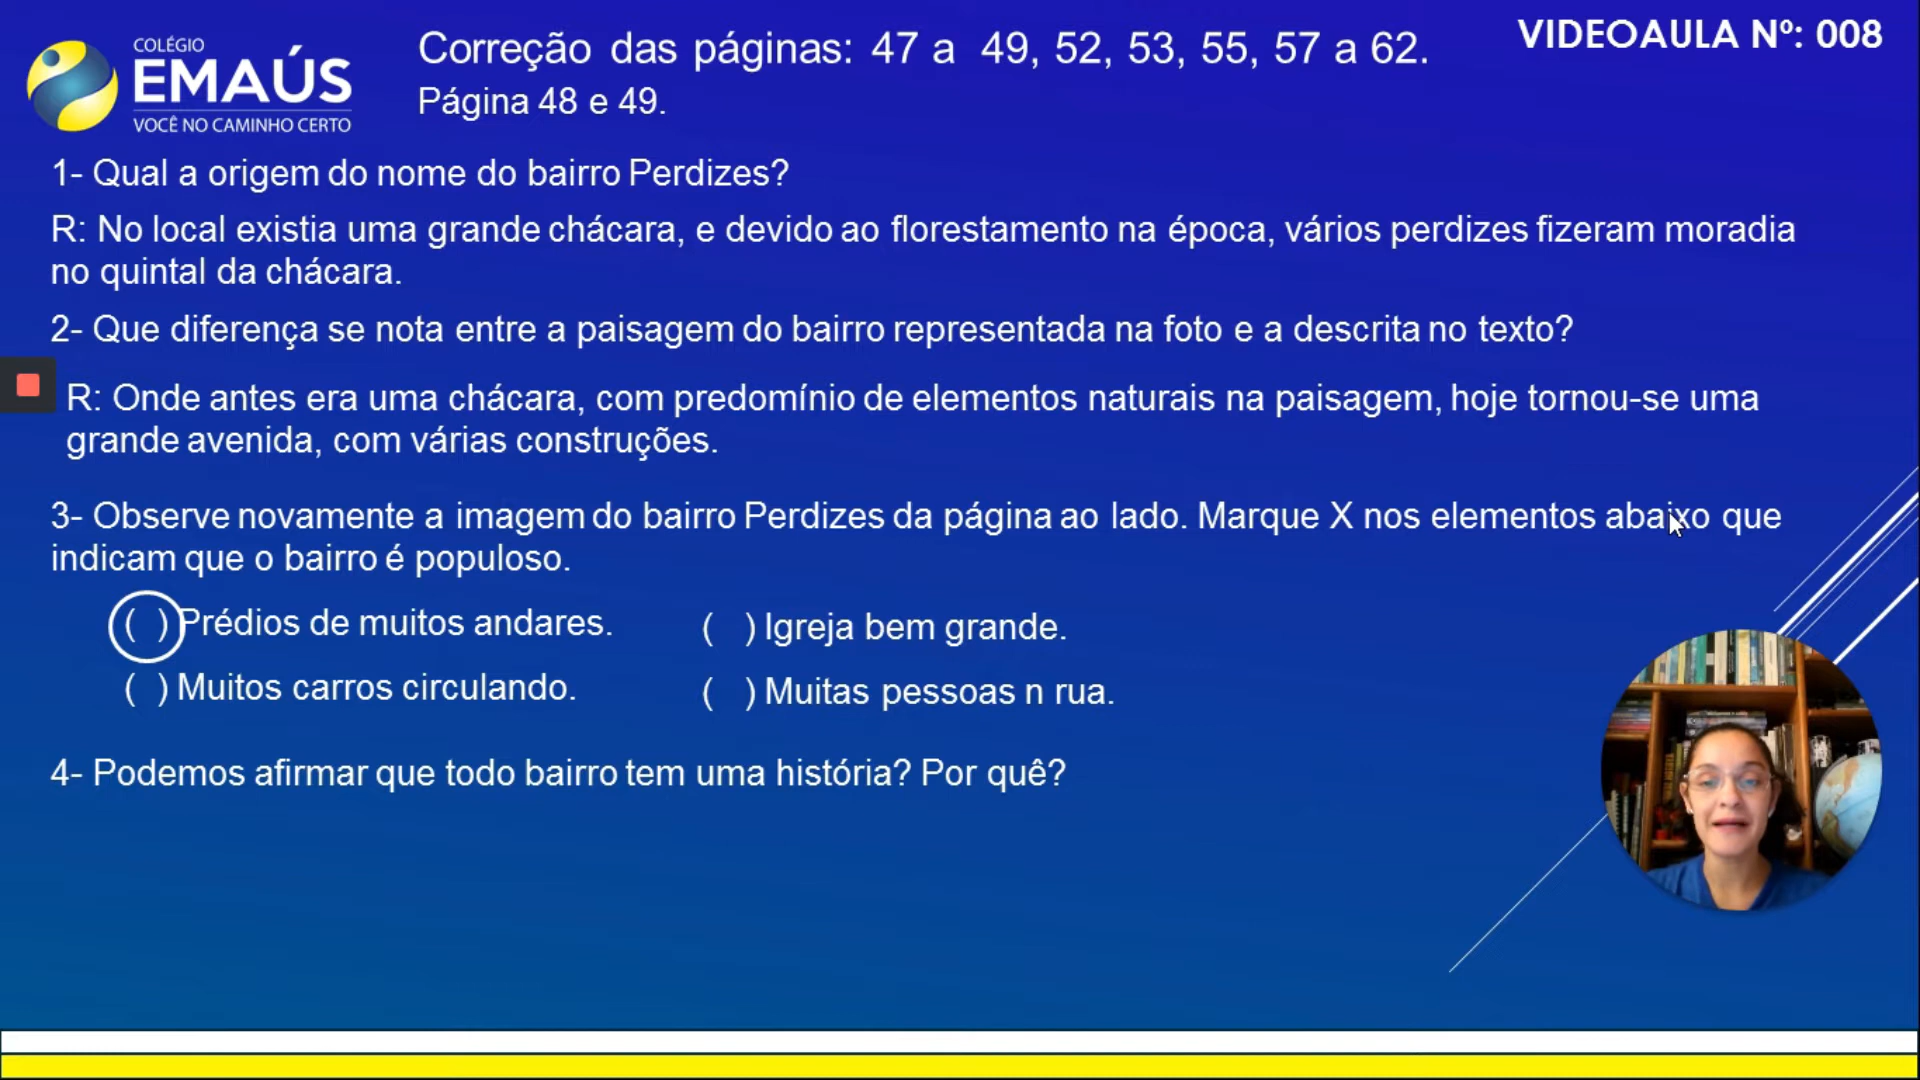 COLÉGIO
EMAÚS
VOCÊ NO CAMINHO CERTO
Correção das páginas: 47 a 49, 52, 53, 55, 57 a 62.
Página 48 e 49.
VIDEOAULA Nº: 008
1- Qual a origem do nome do bairro Perdizes?
R: No local existia uma grande chácara, e devido ao florestamento na época, vários perdizes fizeram moradia
no quintal da chácara.
2- Que diferença se nota entre a paisagem do bairro representada na foto e a descrita no texto?
R: Onde antes era uma chácara, com predomínio de elementos naturais na paisagem, hoje tornou-se uma
grande avenida, com várias construções.
3- Observe novamente a imagem do bairro Perdizes da página ao lado. Marque X nos elementos abaixo que
indicam que o bairro é populoso.
( ) Prédios de muitos andares. ( ) Igreja bem grande.
( ) Muitos carros circulando. ( ) Muitas pessoas n rua.
4- Podemos afirmar que todo bairro tem uma história? Por quê?